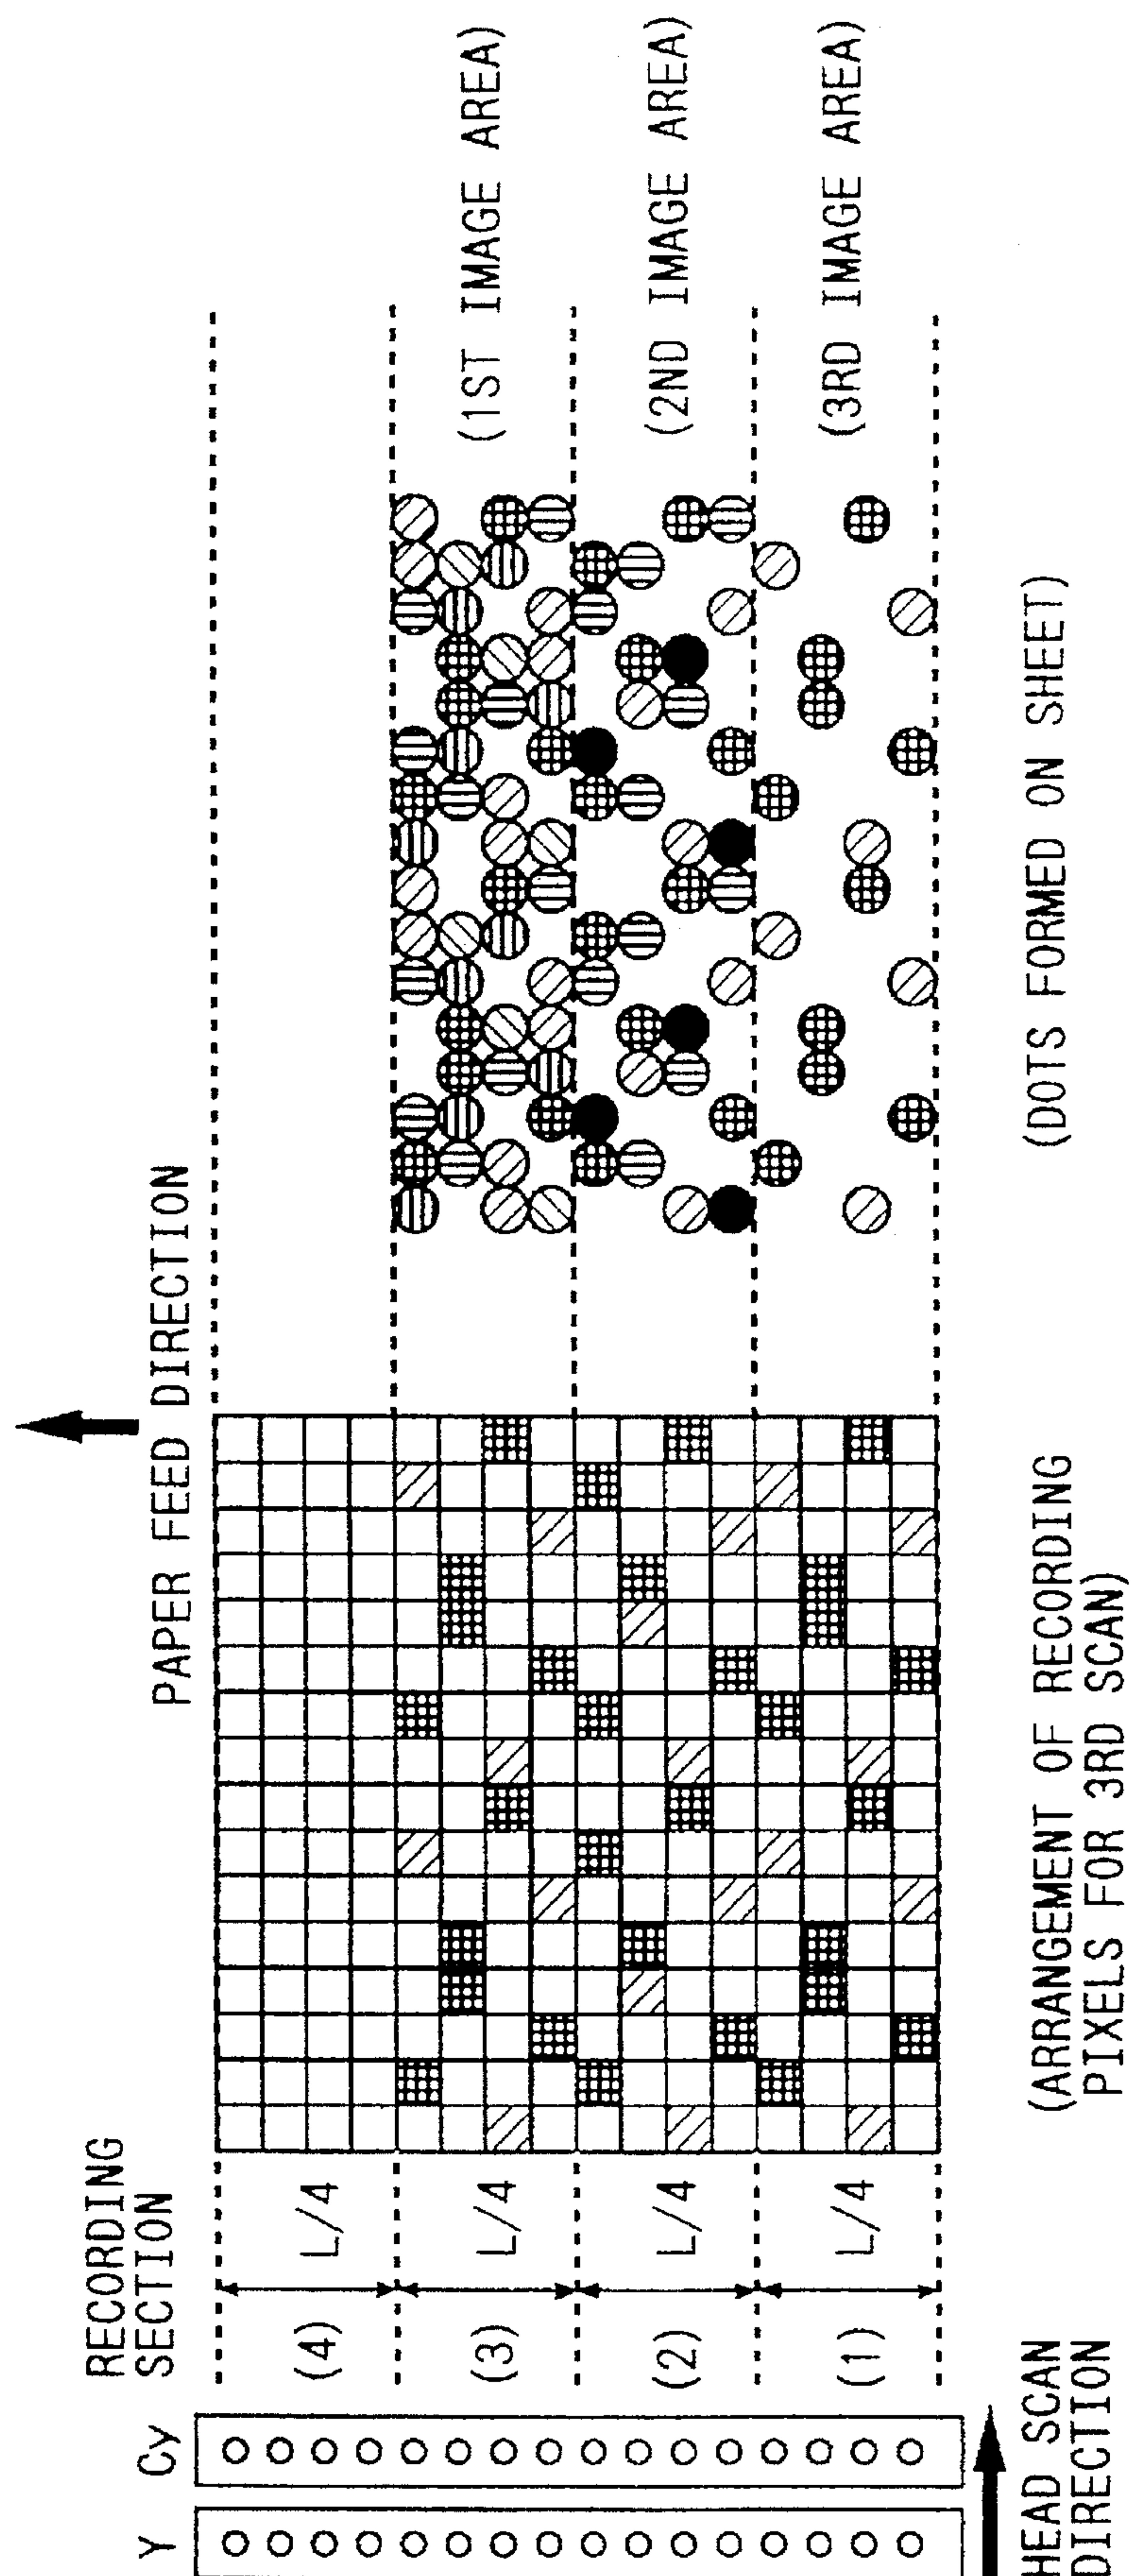 PAPER FEED DIRECTION
RECORDING
SECTION
Y
Cy
(4)
L/4
(3)
L/4
(2)
L/4
(1)
L/4
(1ST IMAGE AREA)
(2ND IMAGE AREA)
(3RD IMAGE AREA)
HEAD SCAN
DIRECTION
(ARRANGEMENT OF RECORDING
PIXELS FOR 3RD SCAN)
(DOTS FORMED ON SHEET)